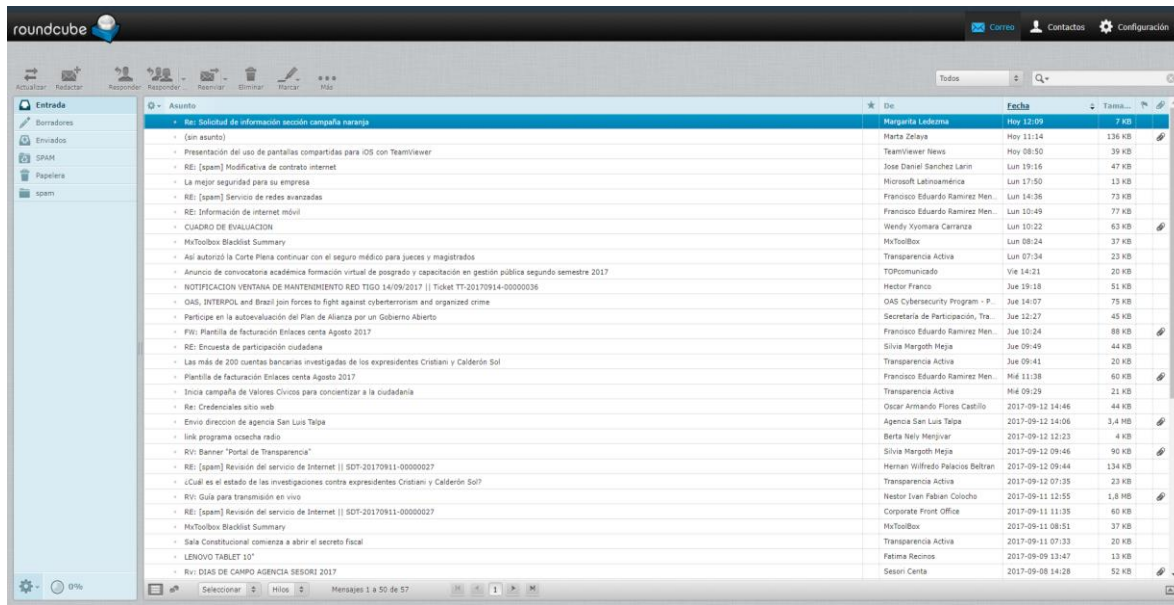 roundcube
Correo Contactos Configuración
Actualizar Redactar Responder Responder ... Reenviar Eliminar Marcar Más
Todos
Entrada
Borradores
Enviados
SPAM
Papelera
spam
Asunto De Fecha Tama...
Re: Solicitud de información sección campaña naranja Margarita Ledezma Hoy 12:09 7 KB
(sin asunto) Marta Zelaya Hoy 11:14 136 KB
Presentación del uso de pantallas compartidas para iOS con TeamViewer TeamViewer News Hoy 08:50 39 KB
RE: [spam] Modificativa de contrato internet Jose Daniel Sanchez Larin Lun 19:16 47 KB
La mejor seguridad para su empresa Microsoft Latinoamérica Lun 17:50 13 KB
RE: [spam] Servicio de redes avanzadas Francisco Eduardo Ramirez Men... Lun 14:36 73 KB
RE: Información de internet móvil Francisco Eduardo Ramirez Men... Lun 10:49 77 KB
CUADRO DE EVALUACION Wendy Xyomara Carranza Lun 10:22 63 KB
MxToolbox Blacklist Summary MxToolBox Lun 08:24 37 KB
Así autorizó la Corte Plena continuar con el seguro médico para jueces y magistrados Transparencia Activa Lun 07:34 23 KB
Anuncio de convocatoria académica formación virtual de posgrado y capacitación en gestión pública segundo semestre 2017 TOPcomunicado Vie 14:21 20 KB
NOTIFICACION VENTANA DE MANTENIMIENTO RED TIGO 14/09/2017 || Ticket TT-20170914-00000036 Hector Franco Jue 19:18 51 KB
OAS, INTERPOL and Brazil join forces to fight against cyberterrorism and organized crime OAS Cybersecurity Program - P... Jue 14:07 75 KB
Participe en la autoevaluación del Plan de Alianza por un Gobierno Abierto Secretaría de Participación, Tra... Jue 12:27 45 KB
FW: Plantilla de facturación Enlaces centa Agosto 2017 Francisco Eduardo Ramirez Men... Jue 10:24 88 KB
RE: Encuesta de participación ciudadana Silvia Margoth Mejia Jue 09:49 44 KB
Las más de 200 cuentas bancarias investigadas de los expresidentes Cristiani y Calderón Sol Transparencia Activa Jue 09:41 20 KB
Plantilla de facturación Enlaces centa Agosto 2017 Francisco Eduardo Ramirez Men... Mié 11:38 60 KB
Inicia campaña de Valores Cívicos para concientizar a la ciudadanía Transparencia Activa Mié 09:29 21 KB
Re: Credenciales sitio web Oscar Armando Flores Castillo 2017-09-12 14:46 44 KB
Envio direccion de agencia San Luis Talpa Agencia San Luis Talpa 2017-09-12 14:06 3,4 MB
link programa ocsecha radio Berta Nely Menjivar 2017-09-12 12:23 4 KB
RV: Banner "Portal de Transparencia" Silvia Margoth Mejia 2017-09-12 09:46 90 KB
RE: [spam] Revisión del servicio de Internet || SDT-20170911-00000027 Hernan Wilfredo Palacios Beltran 2017-09-12 09:44 134 KB
¿Cuál es el estado de las investigaciones contra expresidentes Cristiani y Calderón Sol? Transparencia Activa 2017-09-12 07:35 23 KB
RV: Guía para transmisión en vivo Nestor Ivan Fabian Colocho 2017-09-11 12:55 1,8 MB
RE: [spam] Revisión del servicio de Internet || SDT-20170911-00000027 Corporate Front Office 2017-09-11 11:35 60 KB
MxToolbox Blacklist Summary MxToolBox 2017-09-11 08:51 37 KB
Sala Constitucional comienza a abrir el secreto fiscal Transparencia Activa 2017-09-11 07:33 20 KB
LENOVO TABLET 10" Fatima Recinos 2017-09-09 13:47 13 KB
Rv: DIAS DE CAMPO AGENCIA SESORI 2017 Sesori Centa 2017-09-08 14:28 52 KB
0% Seleccionar Hilos Mensajes 1 a 50 de 57 1